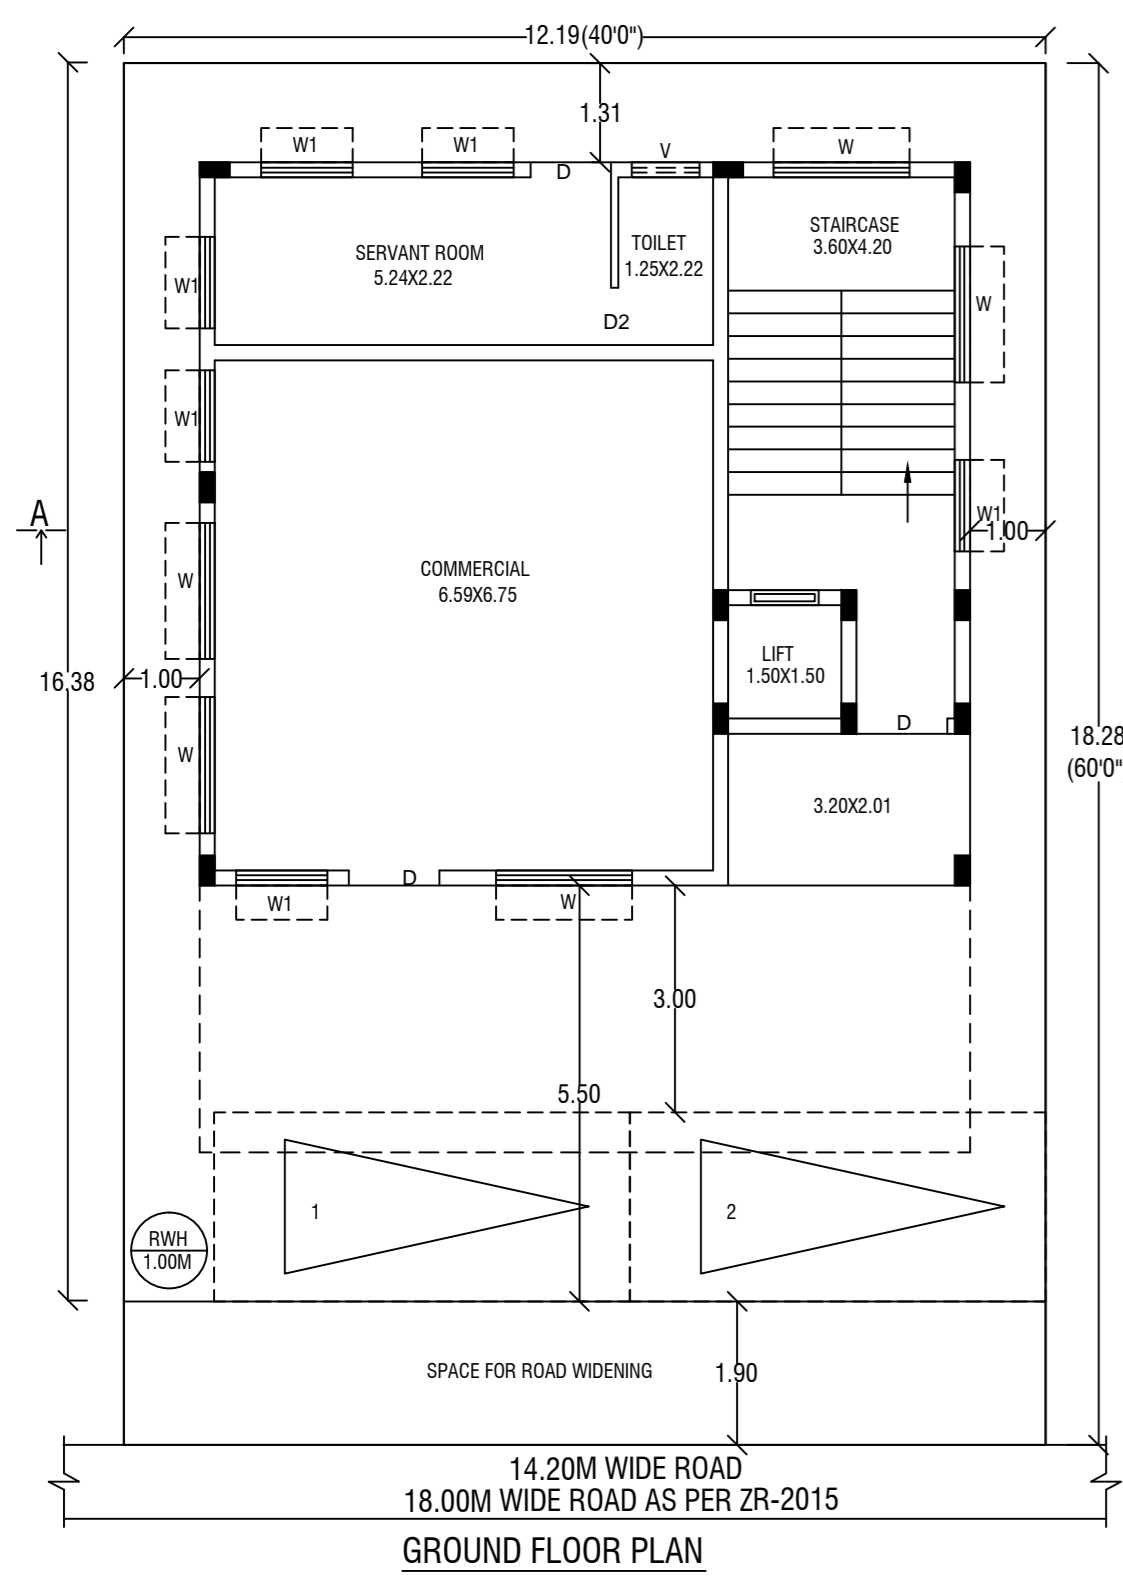 12.19(40'0")
1.31
W1
W1
D
V
W
SERVANT ROOM
5.24X2.22
TOILET
1.25X2.22
STAIRCASE
3.60X4.20
W1
W
D2
W1
A
W1
1.00
COMMERCIAL
6.59X6.75
W
LIFT
1.50X1.50
16.38
1.00
D
18.28
(60'0"
W
3.20X2.01
D
W1
W
3.00
5.50
1
2
RWH
1.00M
SPACE FOR ROAD WIDENING
1.90
14.20M WIDE ROAD
18.00M WIDE ROAD AS PER ZR-2015
GROUND FLOOR PLAN